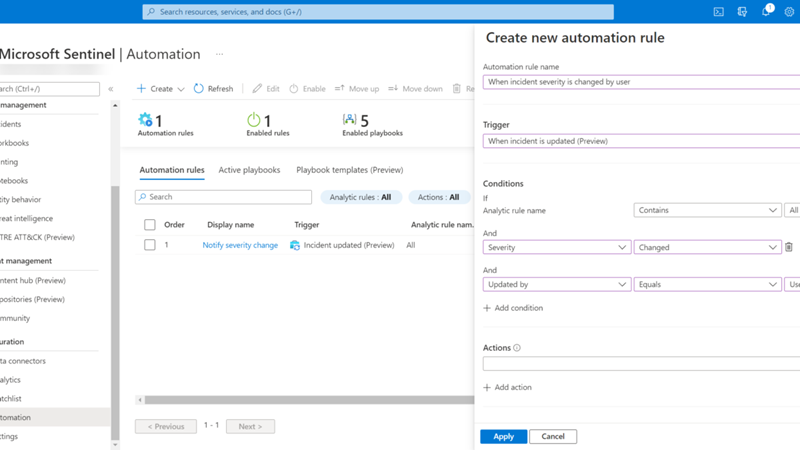 Search resources, services, and docs (G+/)
1
Microsoft Sentinel | Automation ...
arch (Ctrl+/)
management
cidents
orkbooks
nting
otebooks
tity behavior
reat intelligence
TRE ATT&CK (Preview)
nt management
ntent hub (Preview)
positories (Preview)
mmunity
uration
ta connectors
alytics
atchlist
tomation
ttings
«
+ Create
Refresh
Edit
Enable
Move up
Move down
Re
1
Automation rules
1
Enabled rules
5
Enabled playbooks
Automation rules
Active playbooks
Playbook templates (Preview)
Search
Analytic rules : All
Actions : All
Order
Display name
Trigger
Analytic rule nam...
1
Notify severity change
Incident updated (Preview)
All
< Previous
1 - 1
Next >
Create new automation rule
Automation rule name
When incident severity is changed by user
Trigger
When incident is updated (Preview)
Conditions
If
Analytic rule name
Contains
All
And
Severity
Changed
And
Updated by
Equals
Use
+ Add condition
Actions
+ Add action
Apply
Cancel